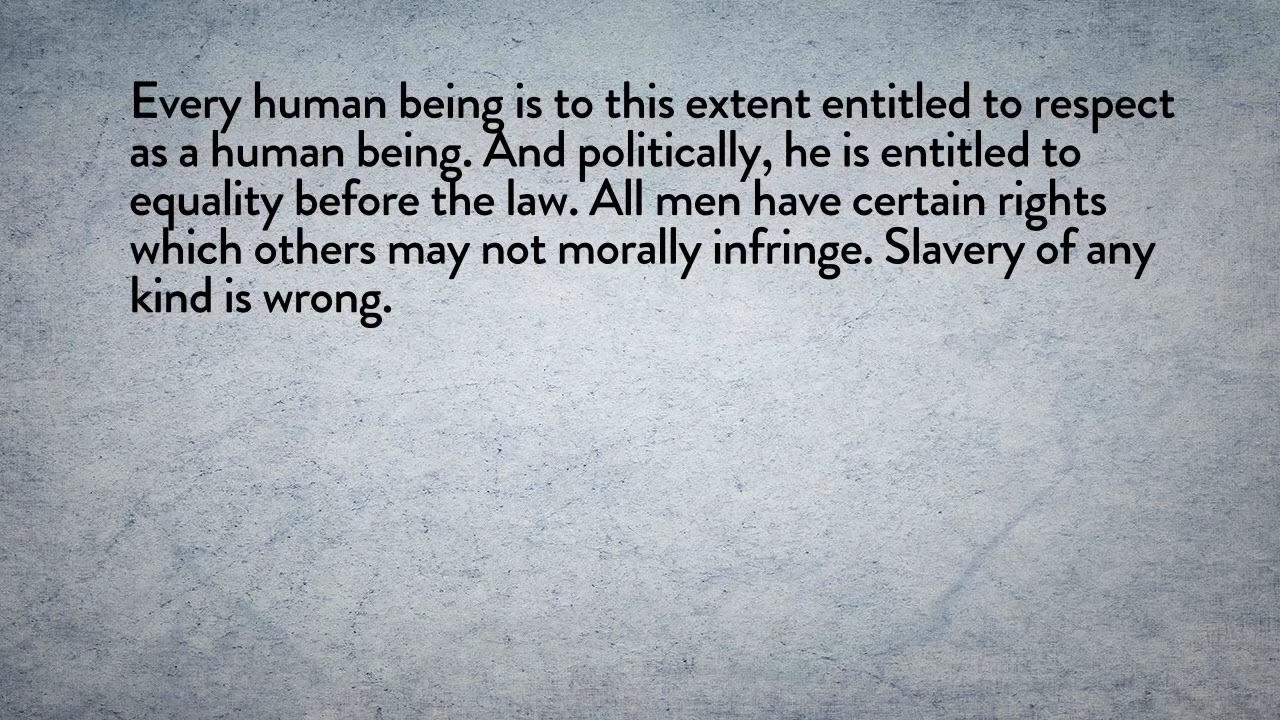 Every human being is to this extent entitled to respect
as a human being. And politically, he is entitled to
equality before the law. All men have certain rights
which others may not morally infringe. Slavery of any
kind is wrong.